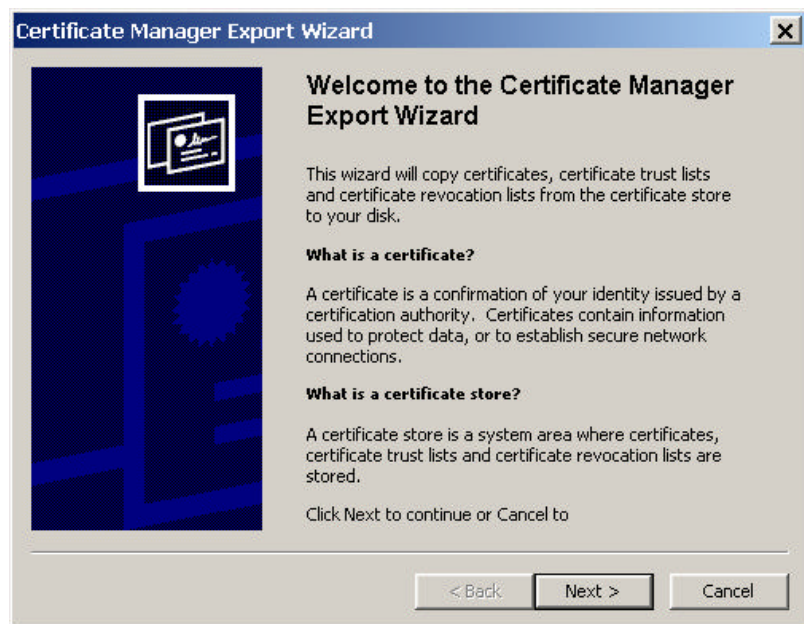 Certificate Manager Export Wizard
Welcome to the Certificate Manager
Export Wizard
This wizard will copy certificates, certificate trust lists
and certificate revocation lists from the certificate store
to your disk.
What is a certificate?
A certificate is a confirmation of your identity issued by a
certification authority.  Certificates contain information
used to protect data, or to establish secure network
connections.
What is a certificate store?
A certificate store is a system area where certificates,
certificate trust lists and certificate revocation lists are
stored.
Click Next to continue or Cancel to
< Back
Next >
Cancel